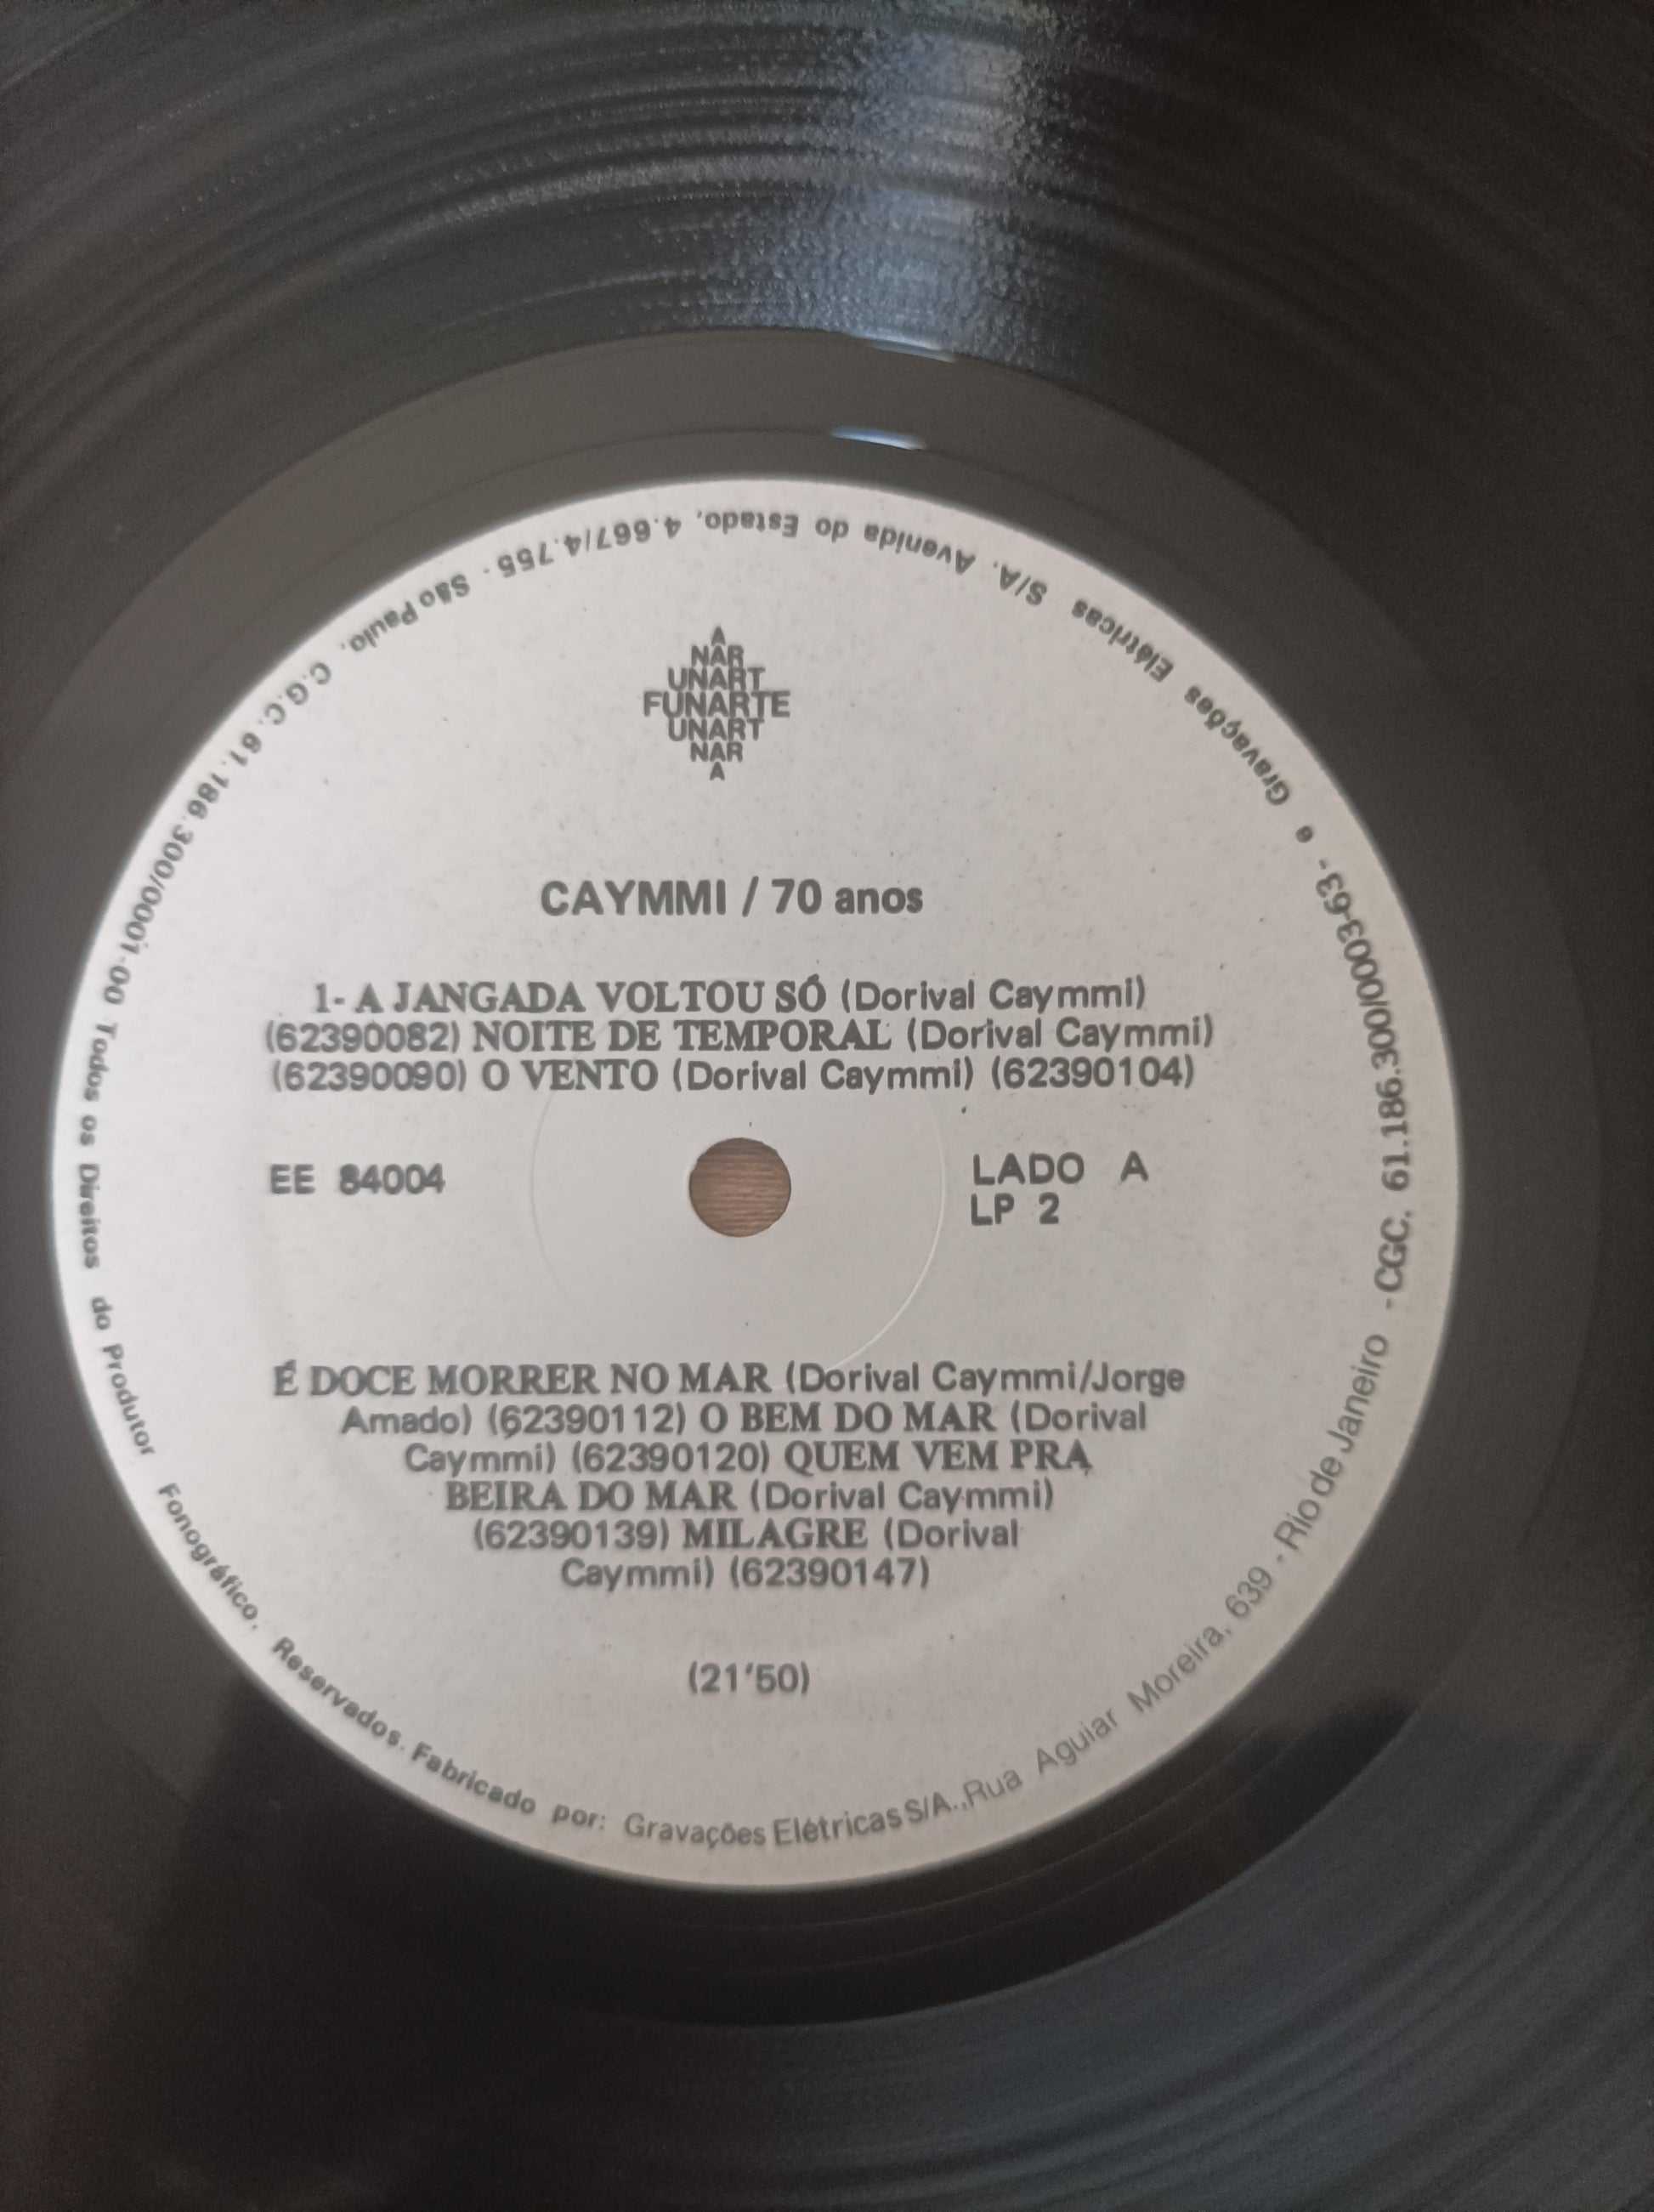 A
NAR
UNART
FUNARTE
UNART
NAR
A
CAYMMI / 70 anos
1- A JANGADA VOLTOU SÓ (Dorival Caymmi)
(62390082) NOITE DE TEMPORAL (Dorival Caymmi)
(62390090) O VENTO (Dorival Caymmi) (62390104)
EE 84004
LADO A
LP 2
É DOCE MORRER NO MAR (Dorival Caymmi/Jorge
Amado) (62390112) O BEM DO MAR (Dorival
Caymmi) (62390120) QUEM VEM PRA
BEIRA DO MAR (Dorival Caymmi)
(62390139) MILAGRE (Dorival
Caymmi) (62390147)
(21'50)
Todos os Direitos do Produtor Fonográfico. Reservados. Fabricado por: Gravações Elétricas S/A.,Rua Aguiar Moreira, 639 - Rio de Janeiro - CGC. 61.186.300/0003-63 - e Gravações Elétricas S/A. Avenida do Estado, 4.667/4.755 - São Paulo. C.G.C. 61.186.300/0001-00